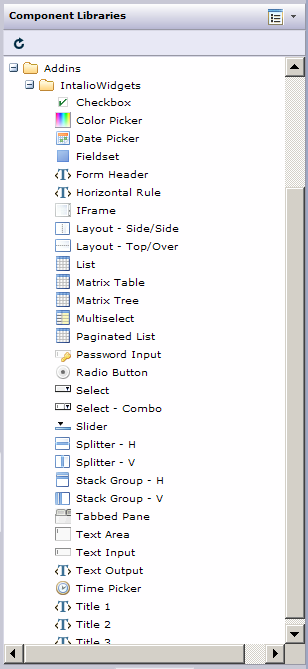 Component Libraries
Addins
IntalioWidgets
Checkbox
Color Picker
Date Picker
Fieldset
Form Header
Horizontal Rule
IFrame
Layout - Side/Side
Layout - Top/Over
List
Matrix Table
Matrix Tree
Multiselect
Paginated List
Password Input
Radio Button
Select
Select - Combo
Slider
Splitter - H
Splitter - V
Stack Group - H
Stack Group - V
Tabbed Pane
Text Area
Text Input
Text Output
Time Picker
Title 1
Title 2
Title 3